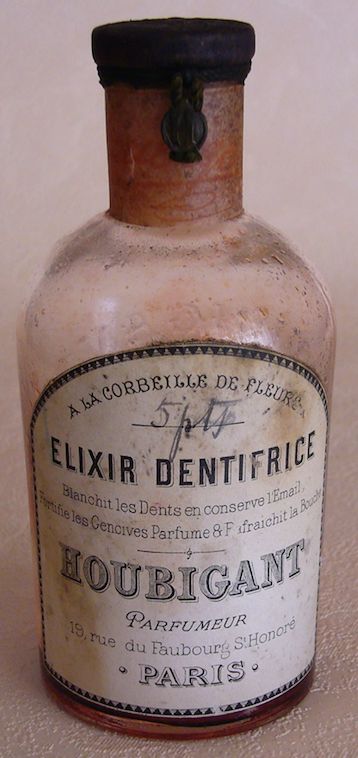 A LA CORBEILLE DE FLEURS
5 pts
ELIXIR DENTIFRICE
Blanchit les Dents en conserve l'Email,
Fortifie les Gencives Parfume & Rafraichit la Bouche
HOUBIGANT
PARFUMEUR
19, rue du Faubourg St Honoré
• PARIS •